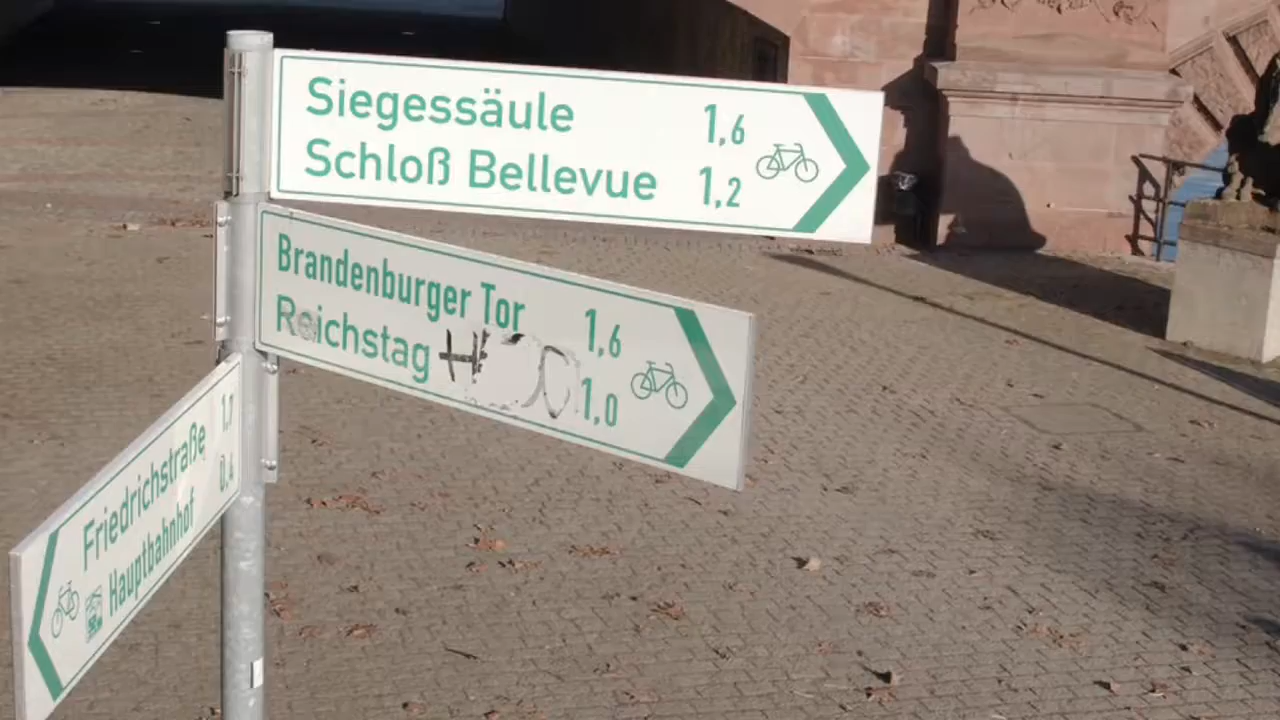 Siegessäule 1,6
Schloß Bellevue 1,2
Brandenburger Tor 1,6
Reichstag 1,0
Friedrichstraße 1,7
Hauptbahnhof 0,4